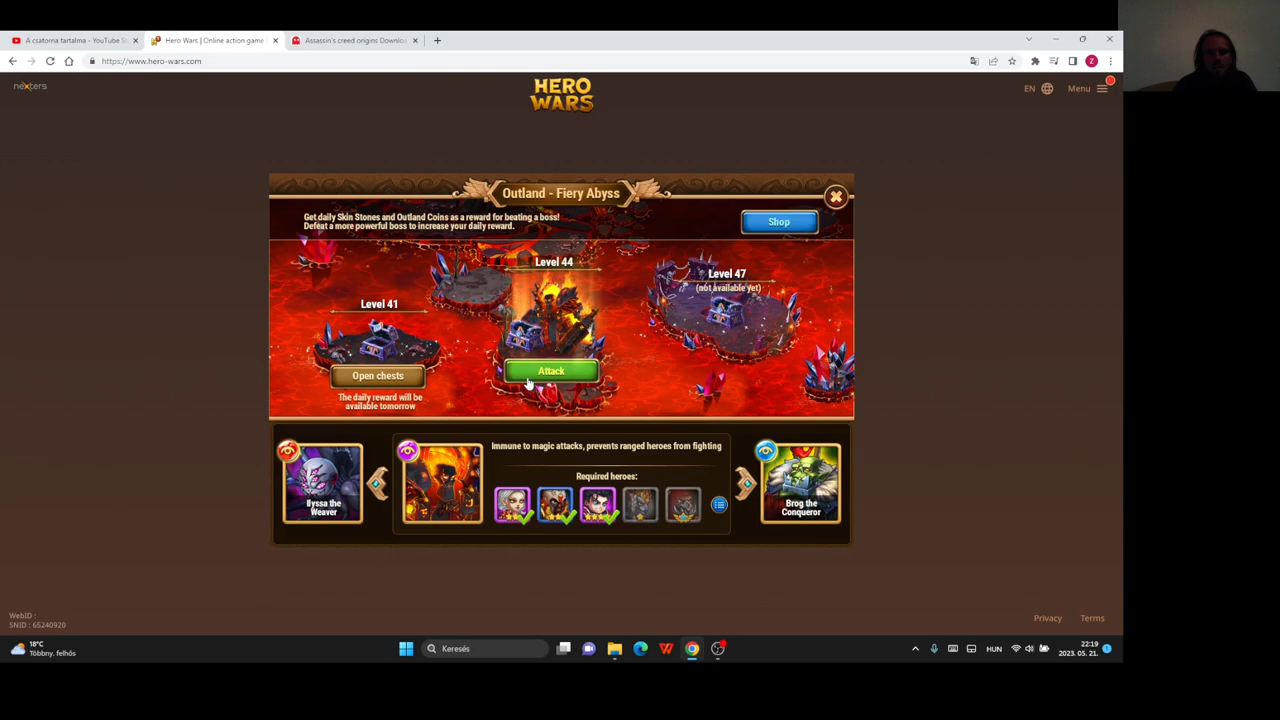 A csatorna tartalma - YouTube S
Hero Wars | Online action game
Assassin's creed origins Downlo
https://www.hero-wars.com
nexters
HERO
WARS
EN
Menu
Outland - Fiery Abyss
Get daily Skin Stones and Outland Coins as a reward for beating a boss!
Defeat a more powerful boss to increase your daily reward.
Shop
Level 41
Level 44
Level 47
(not available yet)
Attack
Open chests
The daily reward will be
available tomorrow
Immune to magic attacks, prevents ranged heroes from fighting
Required heroes:
Ilyssa the
Weaver
Brog the
Conqueror
WebID :
SNID : 65240920
Privacy
Terms
18°C
Többny. felhős
Keresés
HUN
22:19
2023. 05. 21.